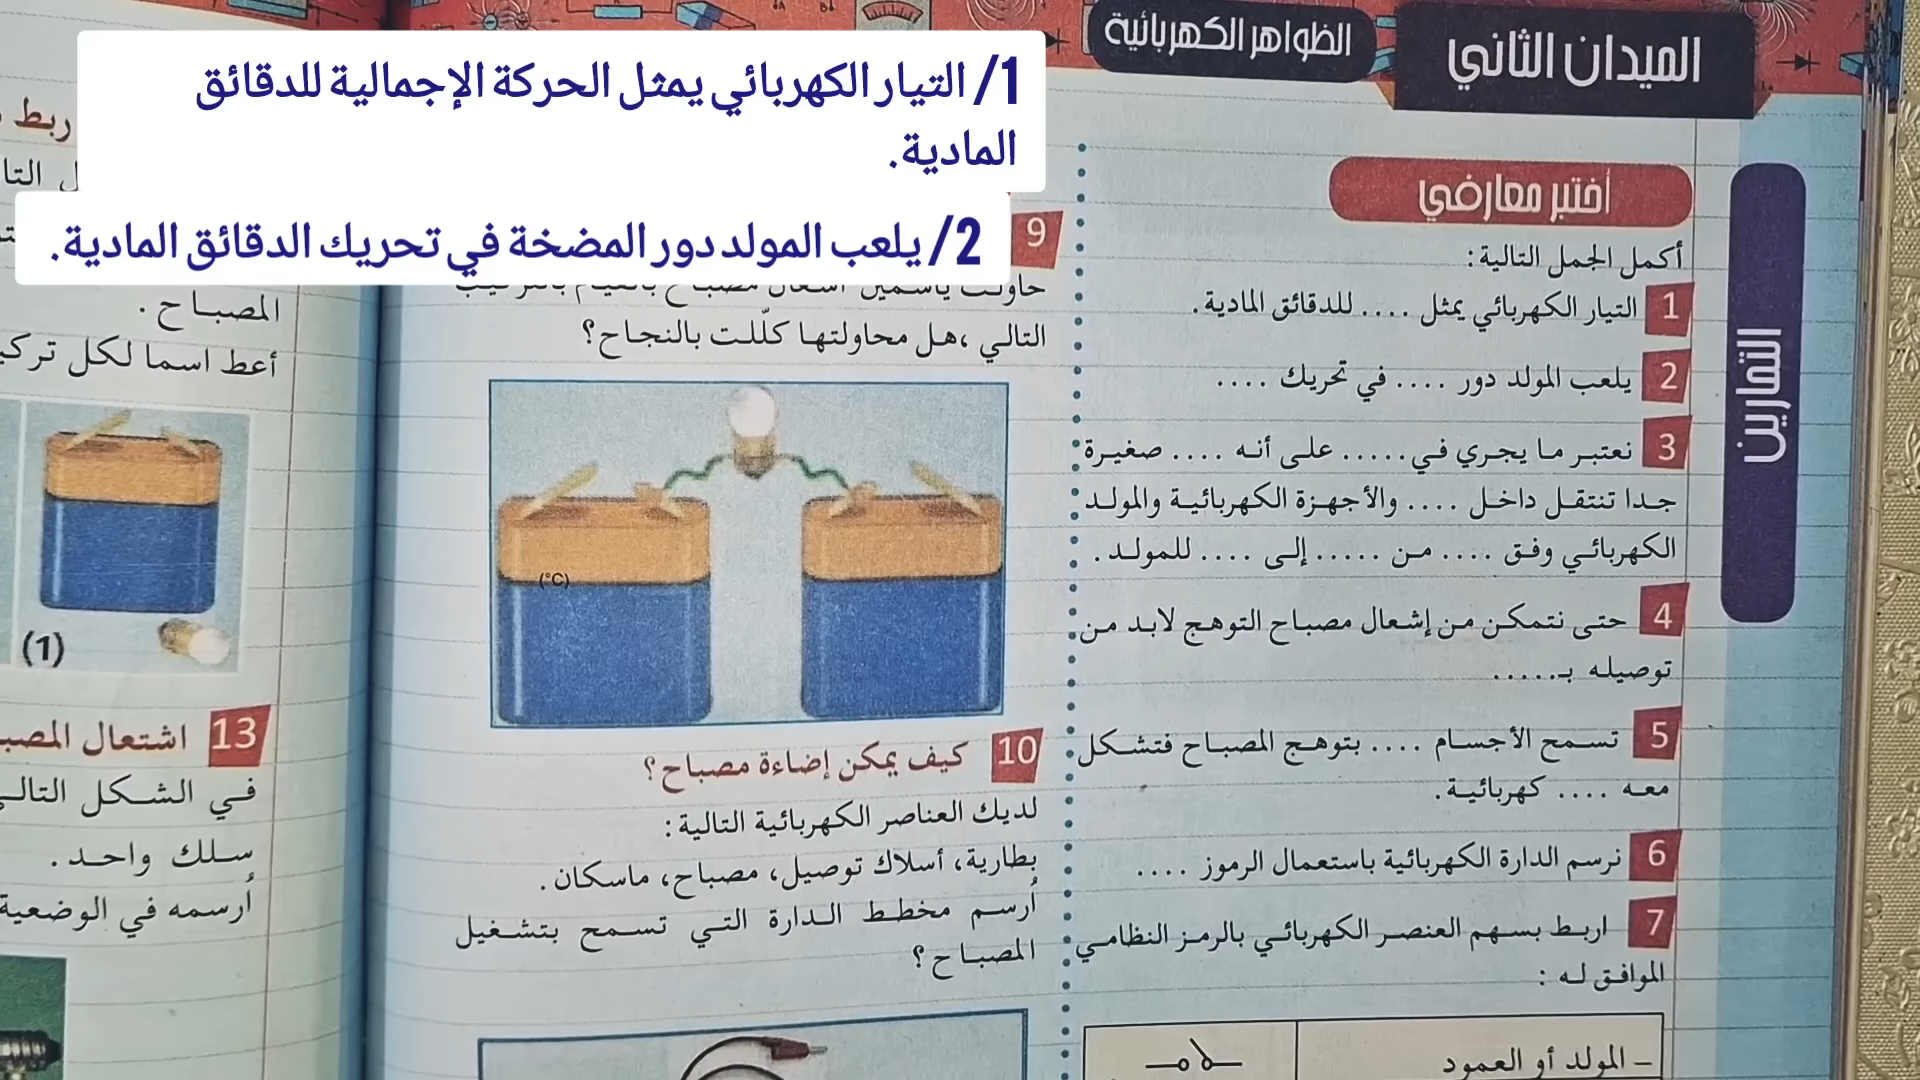 الميدان الثاني
الظواهر الكهربائية
التمارين
أختبر معارفي
أكمل الجمل التالية:
1 التيار الكهربائي يمثل .... للدقائق المادية.
2 يلعب المولد دور .... في تحريك ....
3 نعتبر ما يجري في..... على أنه .... صغيرة
جدا تنتقل داخل .... والأجهزة الكهربائية والمولد
الكهربائي وفق .... من ..... إلى .... للمولد.
4 حتى نتمكن من إشعال مصباح التوهج لابد من
توصيله بـ.....
5 تسمح الأجسام .... بتوهج المصباح فتشكل
معه .... كهربائية.
6 نرسم الدارة الكهربائية باستعمال الرموز ....
7 اربط بسهم العنصر الكهربائي بالرمز النظامي
الموافق له :
– المولد أو العمود
1/ التيار الكهربائي يمثل الحركة الإجمالية للدقائق
المادية.
2/ يلعب المولد دور المضخة في تحريك الدقائق المادية.
9
حاولت ياسمين اشعال مصباح بالقيام بالتركيب
التالي ،هل محاولتها كلّلت بالنجاح؟
(°C)
10 كيف يمكن إضاءة مصباح؟
لديك العناصر الكهربائية التالية:
بطارية، أسلاك توصيل، مصباح، ماسكان.
أرسم مخطط الدارة التي تسمح بتشغيل
المصباح؟
ربط
المصباح.
أعط اسما لكل
(1)
13 اشتعال
في الشكل
سلك واحد.
أرسمه في الوضعية